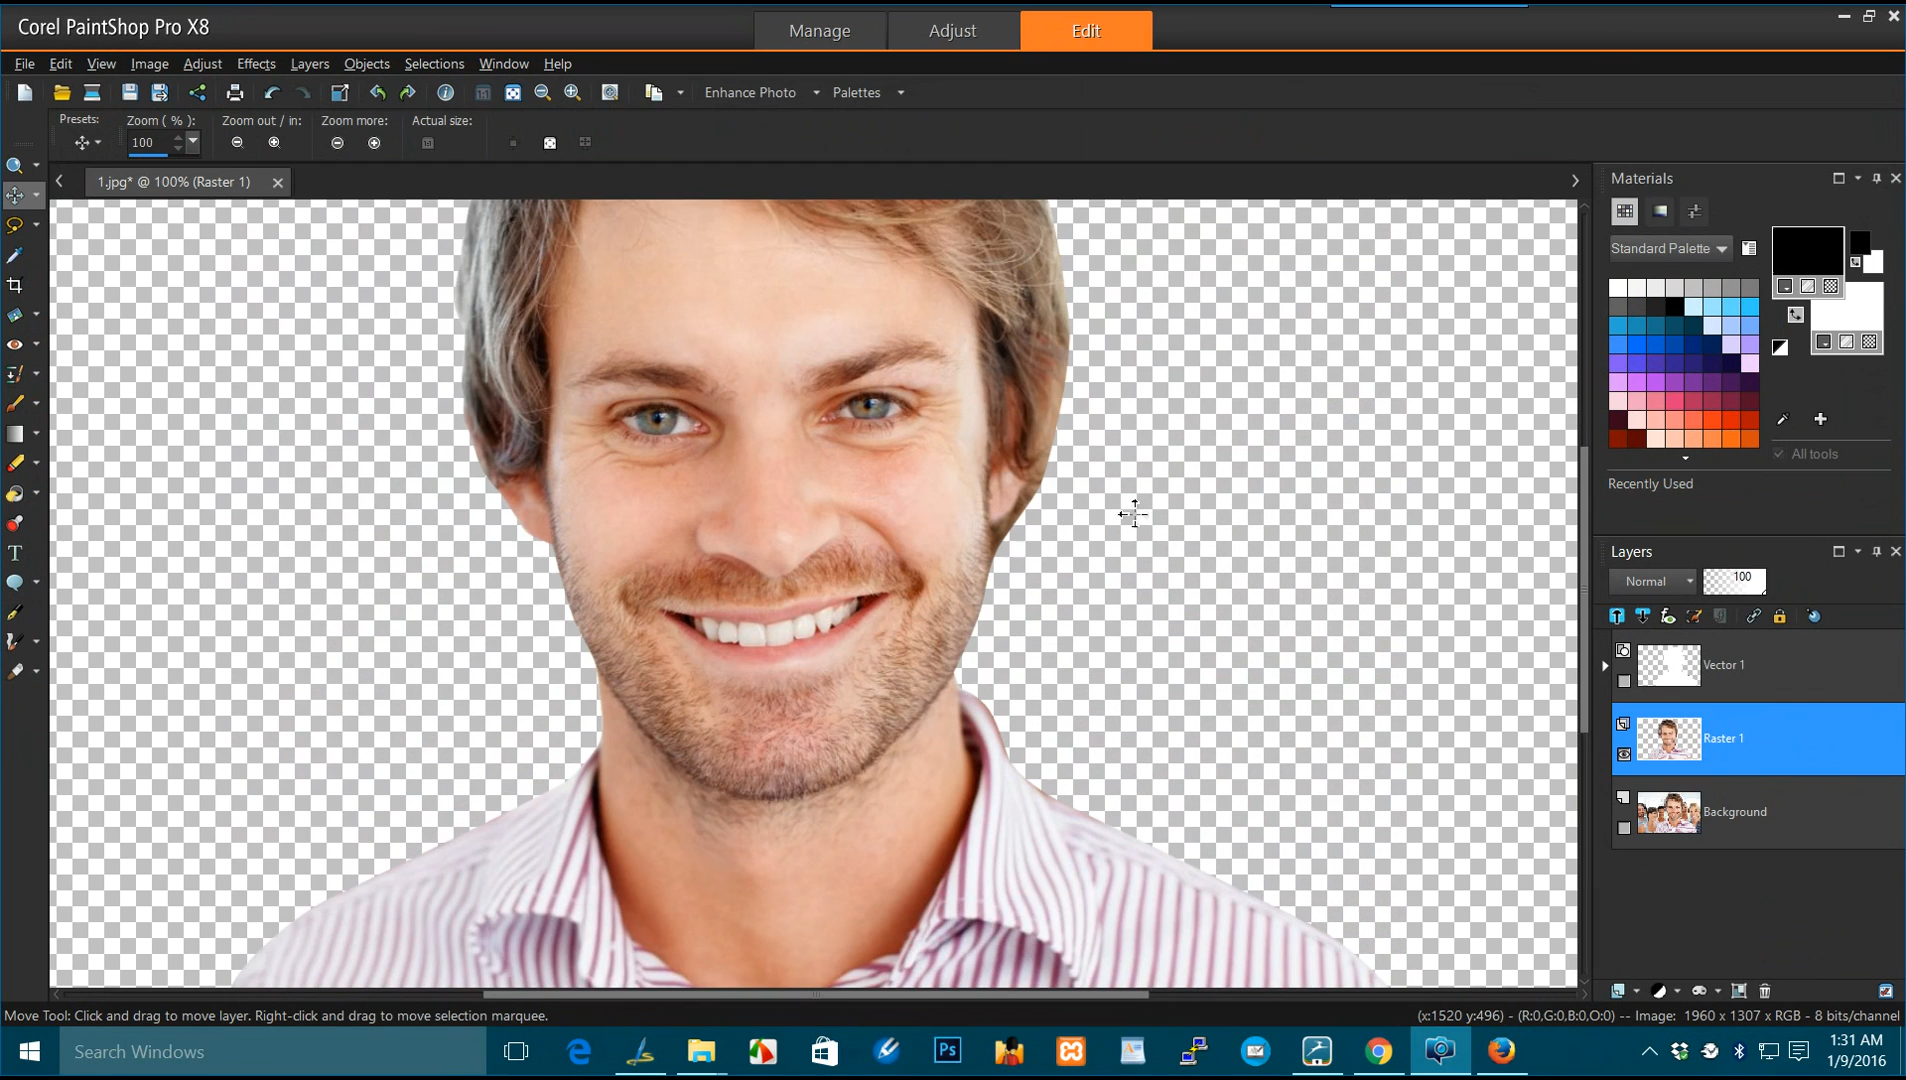 Corel PaintShop Pro X8
Manage Adjust Edit
File Edit View Image Adjust Effects Layers Objects Selections Window Help
Enhance Photo Palettes
Presets: Zoom ( % ): Zoom out / in: Zoom more: Actual size:
100
1.jpg* @ 100% (Raster 1)
Materials
Standard Palette
All tools
Recently Used
Layers
Normal 100
Vector 1
Raster 1
Background
Move Tool: Click and drag to move layer. Right-click and drag to move selection marquee.
(x:1520 y:496) - (R:0,G:0,B:0,O:0) -- Image: 1960 x 1307 x RGB - 8 bits/channel
Search Windows
Ps
1:31 AM
1/9/2016